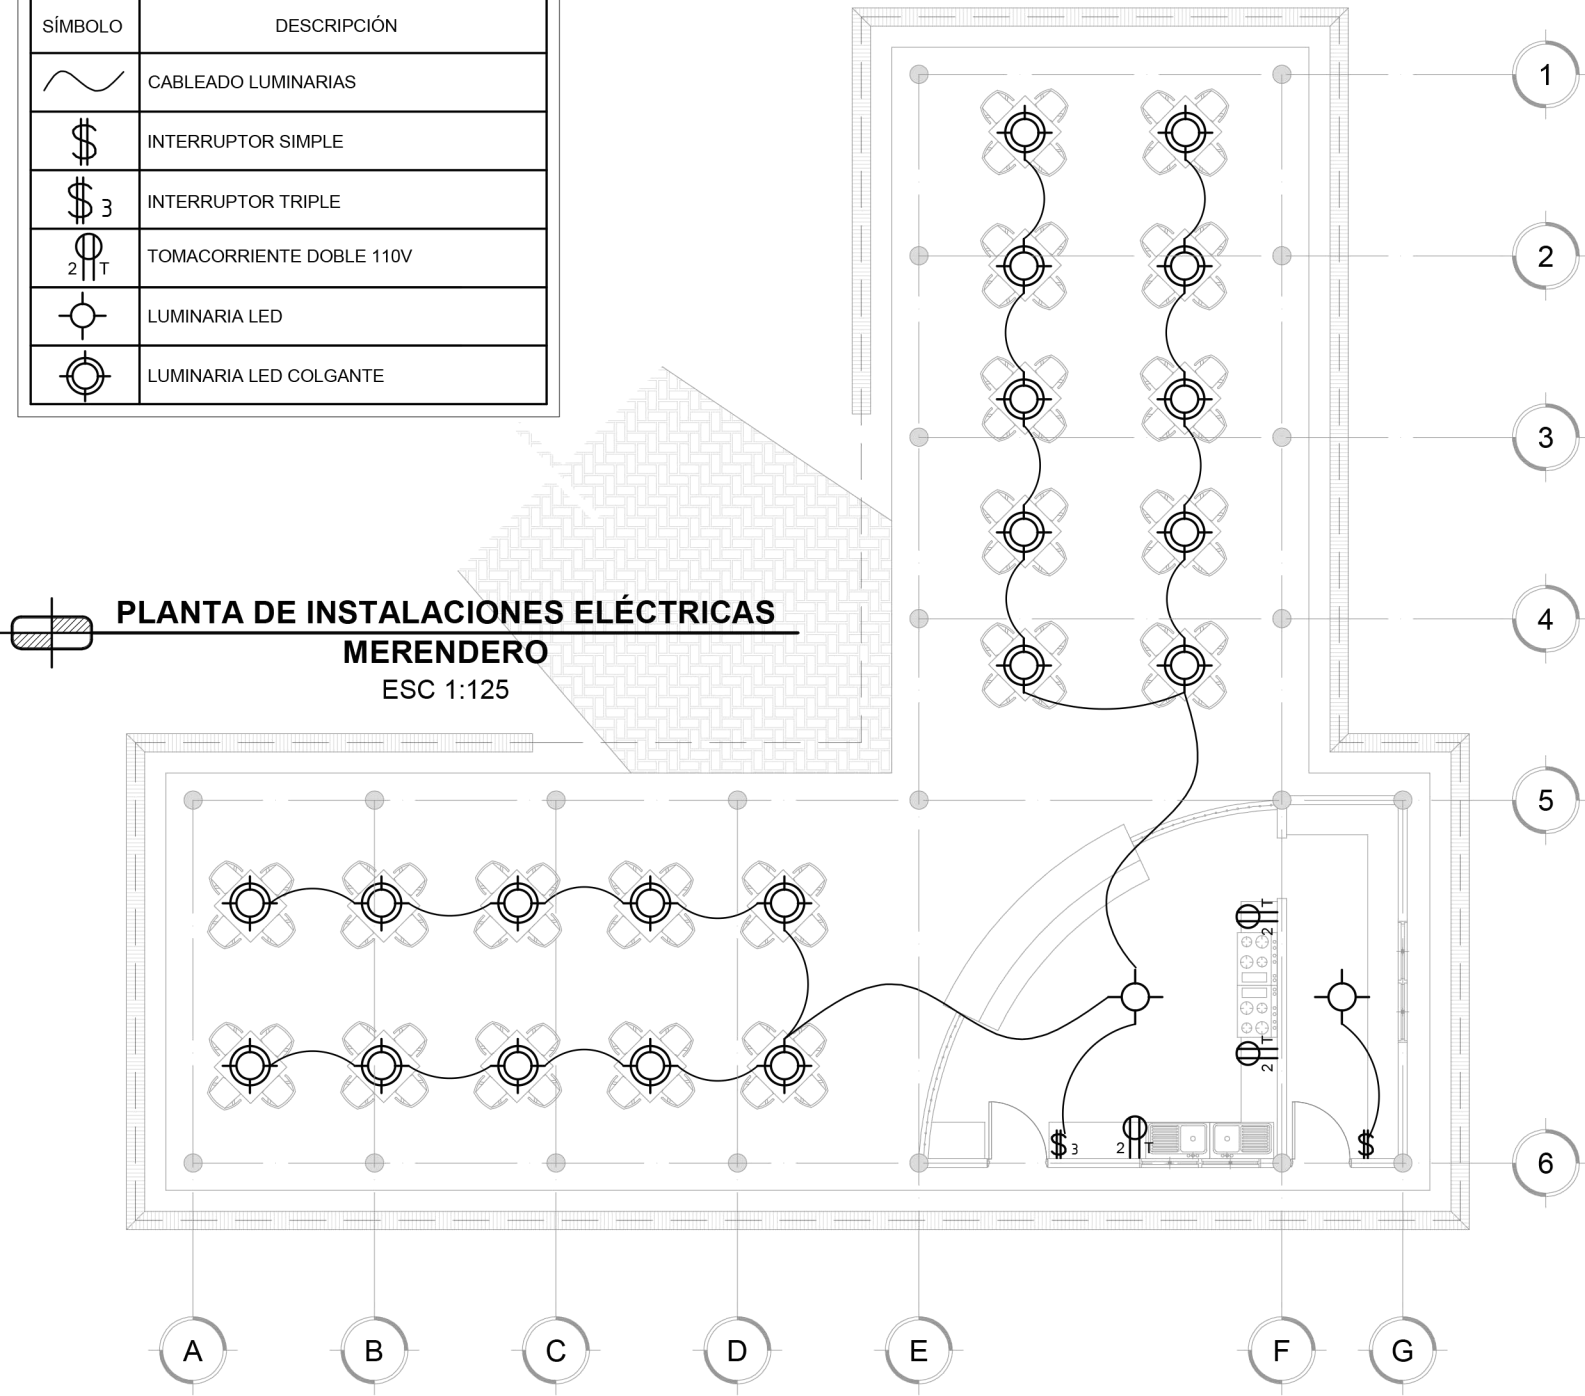 SÍMBOLO DESCRIPCIÓN
CABLEADO LUMINARIAS
$ INTERRUPTOR SIMPLE
$ 3 INTERRUPTOR TRIPLE
2 T TOMACORRIENTE DOBLE 110V
LUMINARIA LED
LUMINARIA LED COLGANTE
PLANTA DE INSTALACIONES ELÉCTRICAS
MERENDERO
ESC 1:125
1
2
3
4
5
6
2 T
2 T
$ 3
2 T
$
A B C D E F G